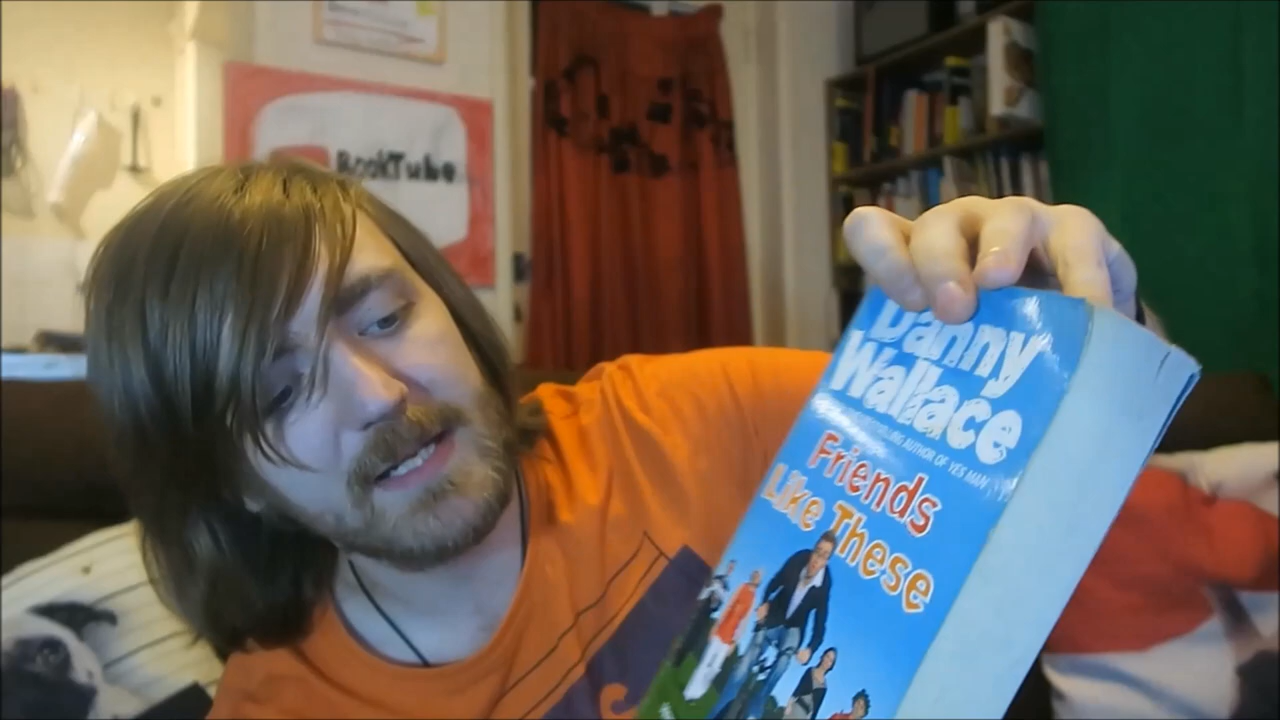 BookTube
Danny
Wallace
AUTHOR OF YES MAN
Friends
Like These